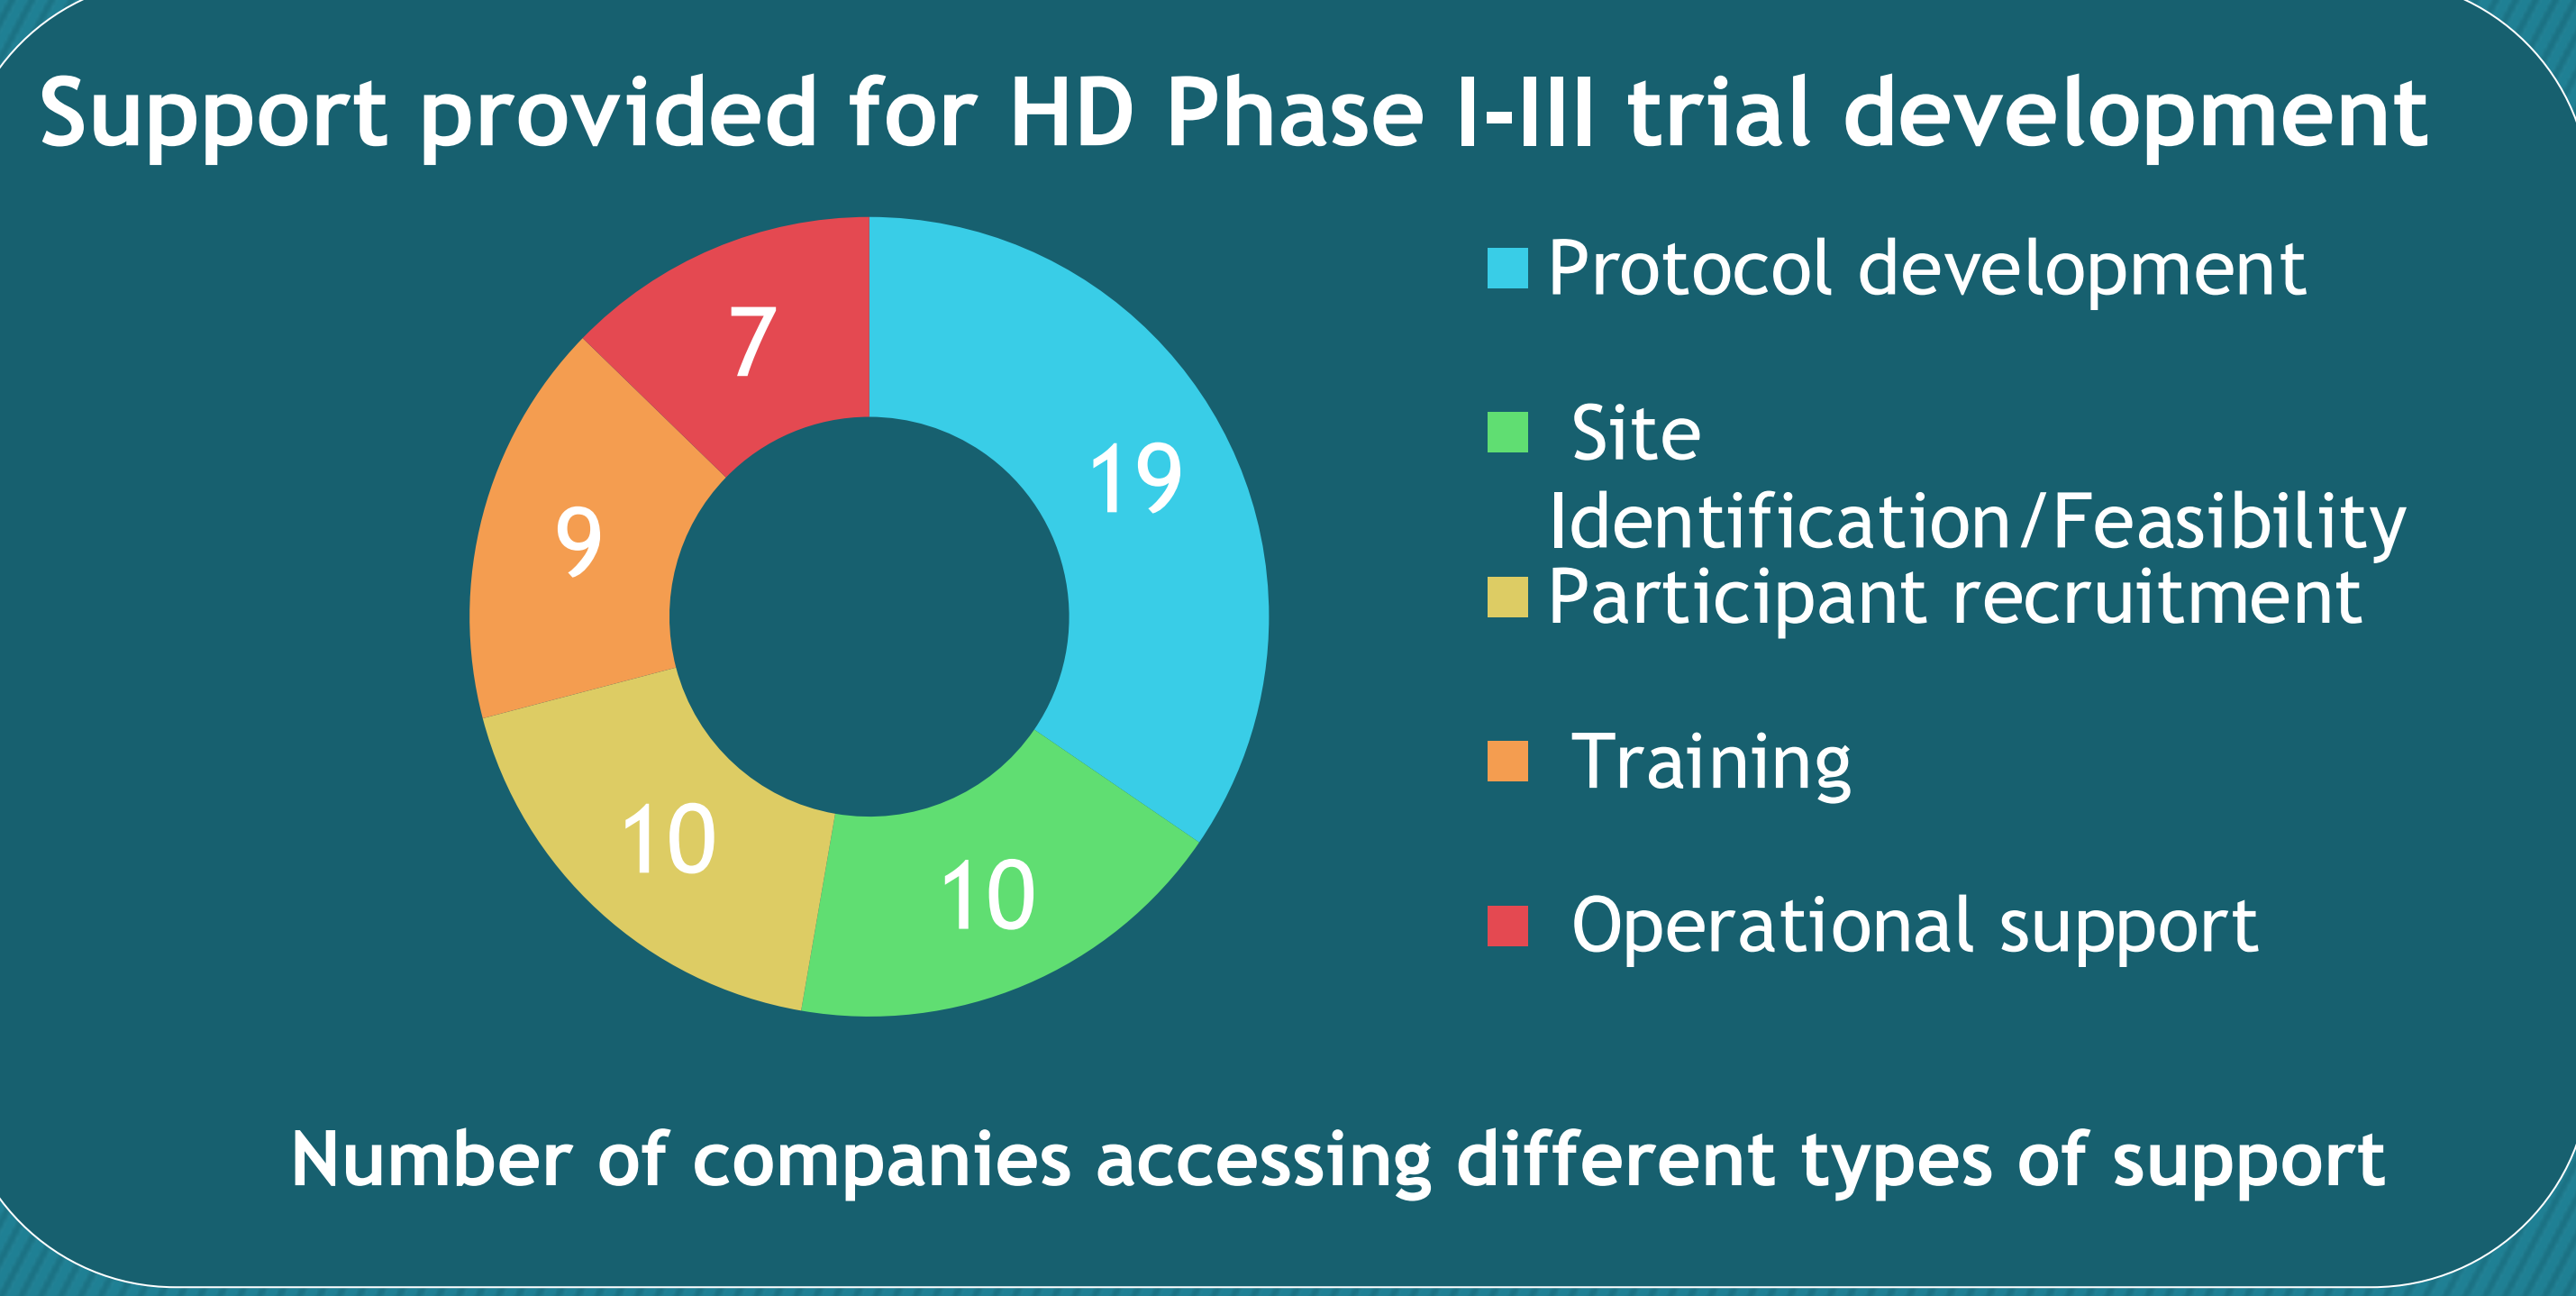 Support provided for HD Phase I-III trial development
7
19
9
10
10
Protocol development
Site
Identification/Feasibility
Participant recruitment
Training
Operational support
Number of companies accessing different types of support